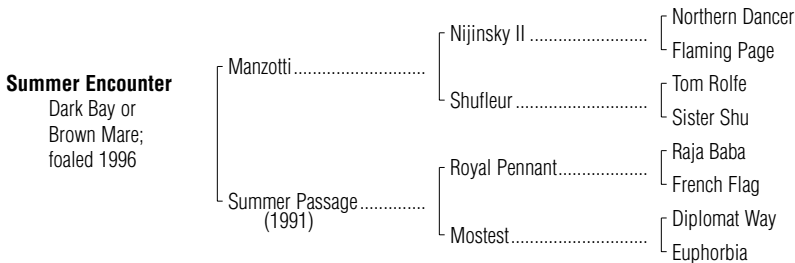 Summer Encounter
Dark Bay or
Brown Mare;
foaled 1996
Manzotti............................
Summer Passage..............
(1991)
Nijinsky II .........................
Shufleur............................
Royal Pennant...................
Mostest.............................
Northern Dancer
Flaming Page
Tom Rolfe
Sister Shu
Raja Baba
French Flag
Diplomat Way
Euphorbia